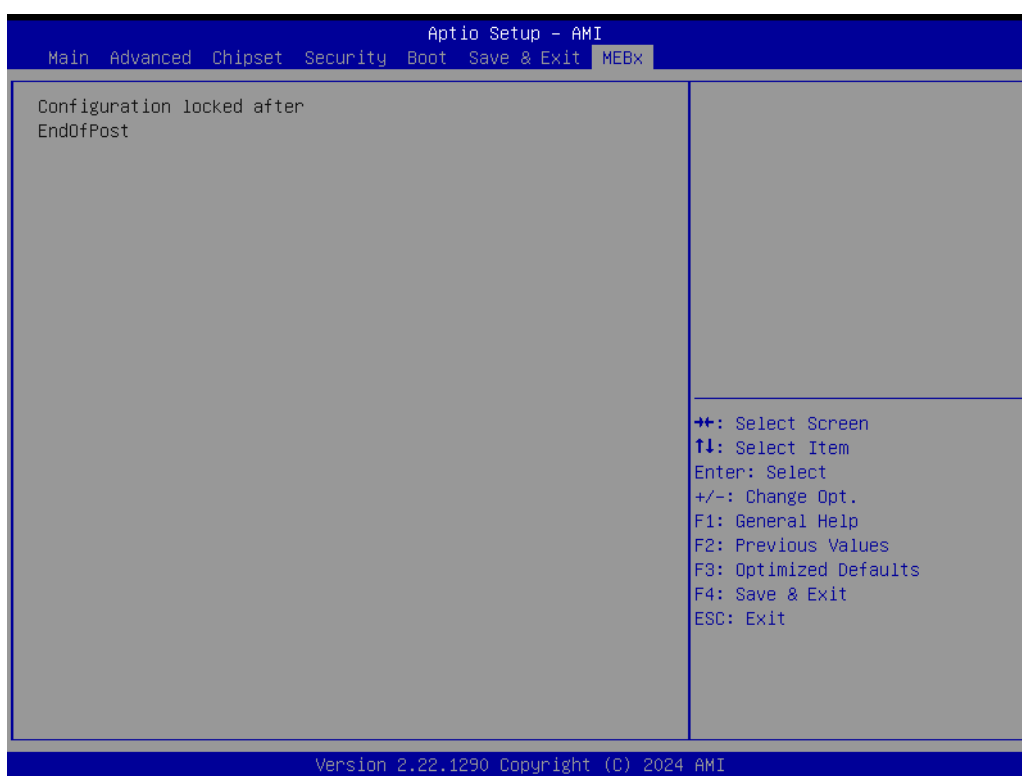 Aptio Setup – AMI
Main Advanced Chipset Security Boot Save & Exit MEBx
Configuration locked after
EndOfPost
→←: Select Screen
↑↓: Select Item
Enter: Select
+/-: Change Opt.
F1: General Help
F2: Previous Values
F3: Optimized Defaults
F4: Save & Exit
ESC: Exit
Version 2.22.1290 Copyright (C) 2024 AMI